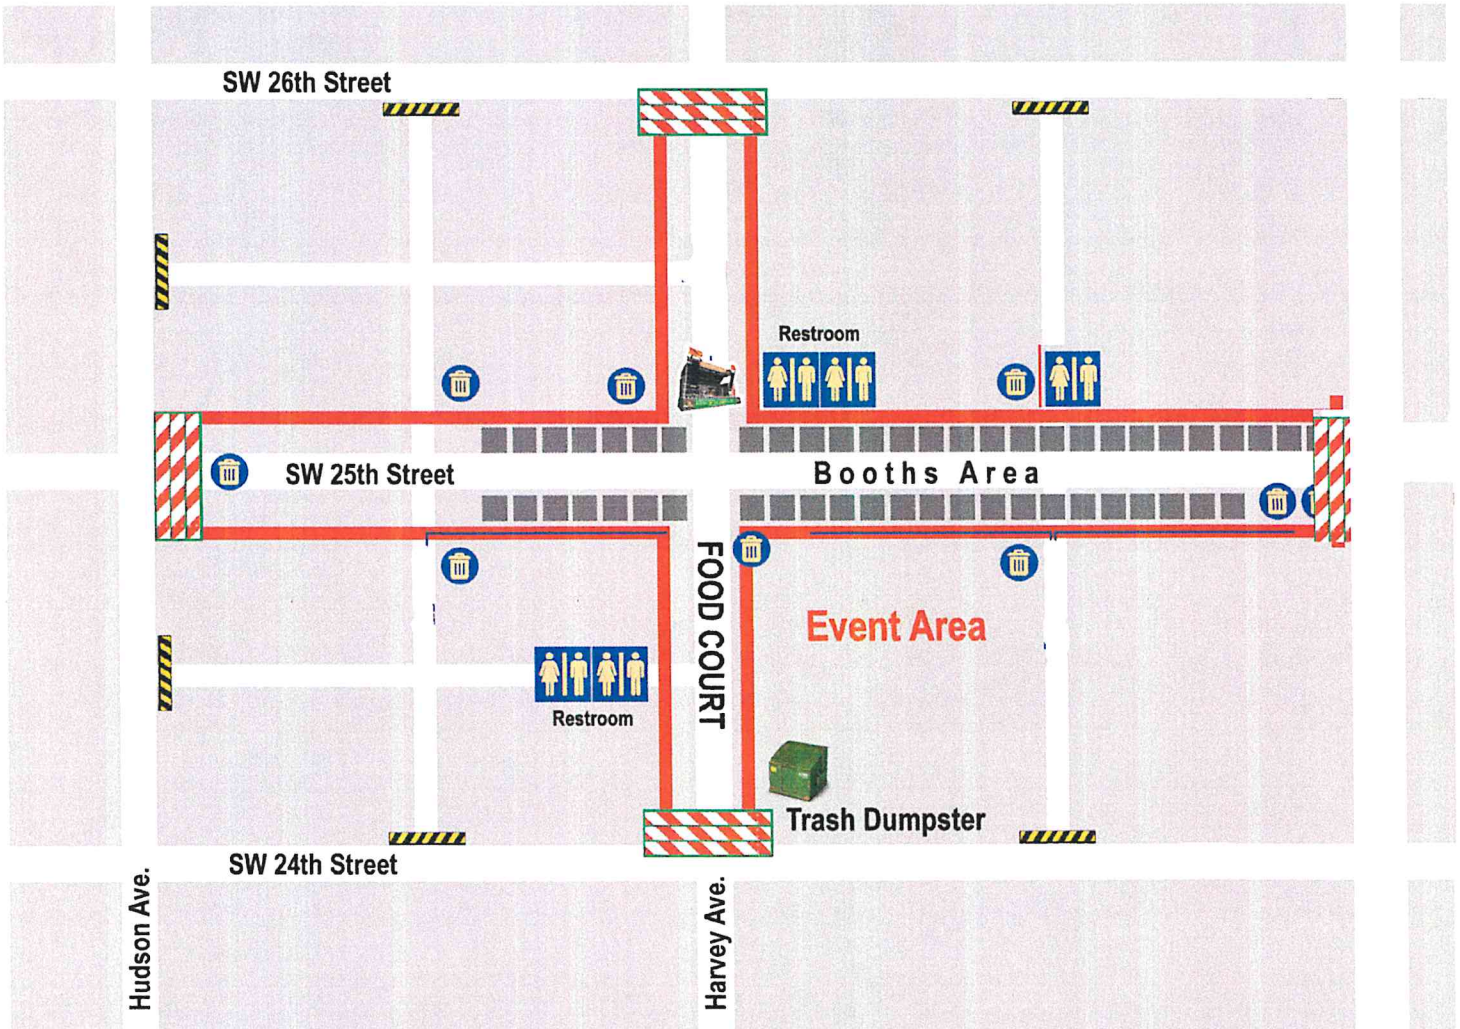 SW 26th Street
Restroom
SW 25th Street
Booths Area
FOOD COURT
Event Area
Restroom
Trash Dumpster
SW 24th Street
Hudson Ave.
Harvey Ave.